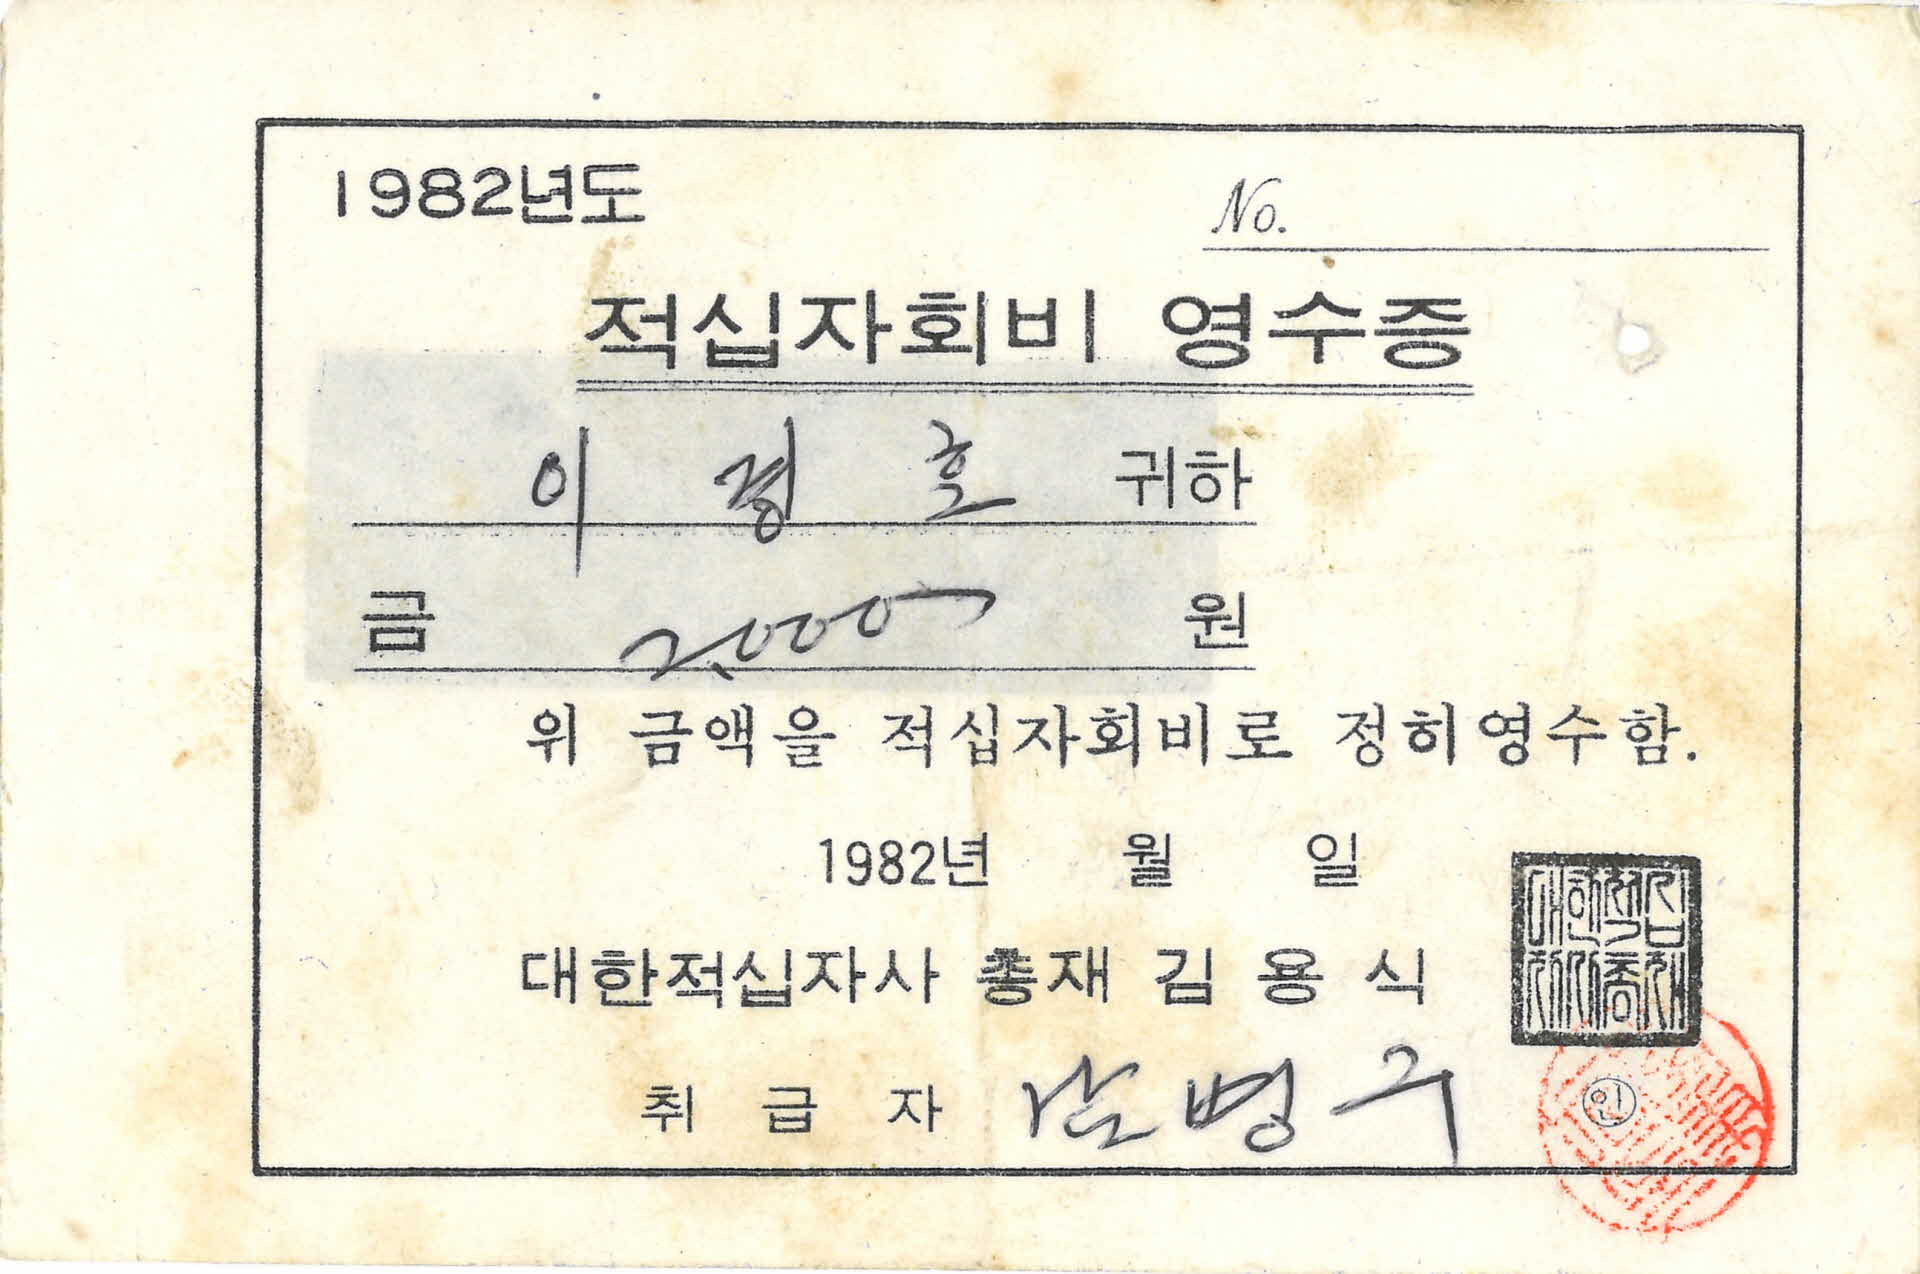 1982년도
No.
적십자회비 영수증
이 경 호 귀하
금 2,000 원
위 금액을 적십자회비로 정히영수함.
1982년 월 일
대한적십자사 총재 김용식
취급자 병구
인